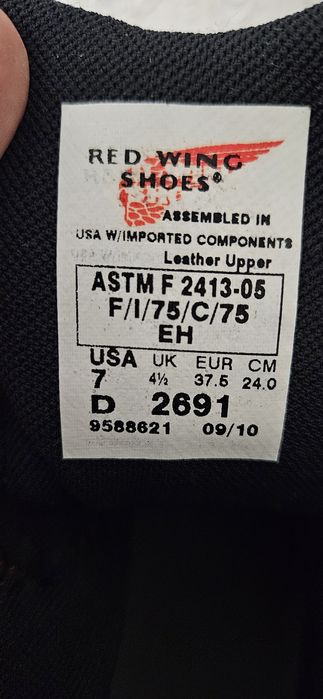 RED WING
SHOES®
ASSEMBLED IN
USA W/IMPORTED COMPONENTS
Leather Upper
ASTM F 2413-05
F/I/75/C/75
EH
USA UK EUR CM
7 4½ 37.5 24.0
D 2691
9588621 09/10